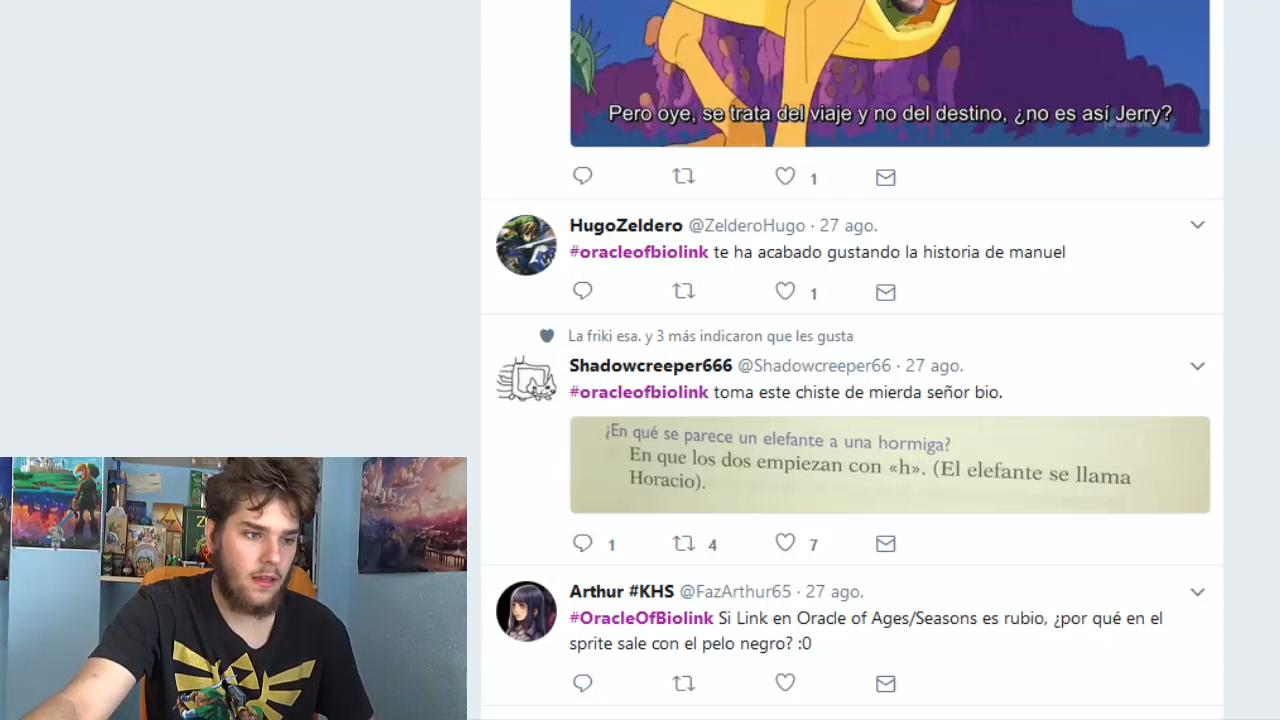 Pero oye, se trata del viaje y no del destino, ¿no es así Jerry?
1
HugoZeldero @ZelderoHugo · 27 ago.
#oracleofbiolink te ha acabado gustando la historia de manuel
1
La friki esa. y 3 más indicaron que les gusta
Shadowcreeper666 @Shadowcreeper66 · 27 ago.
#oracleofbiolink toma este chiste de mierda señor bio.
¿En qué se parece un elefante a una hormiga?
En que los dos empiezan con «h». (El elefante se llama
Horacio).
1 4 7
Arthur #KHS @FazArthur65 · 27 ago.
#OracleOfBiolink Si Link en Oracle of Ages/Seasons es rubio, ¿por qué en el
sprite sale con el pelo negro? :0